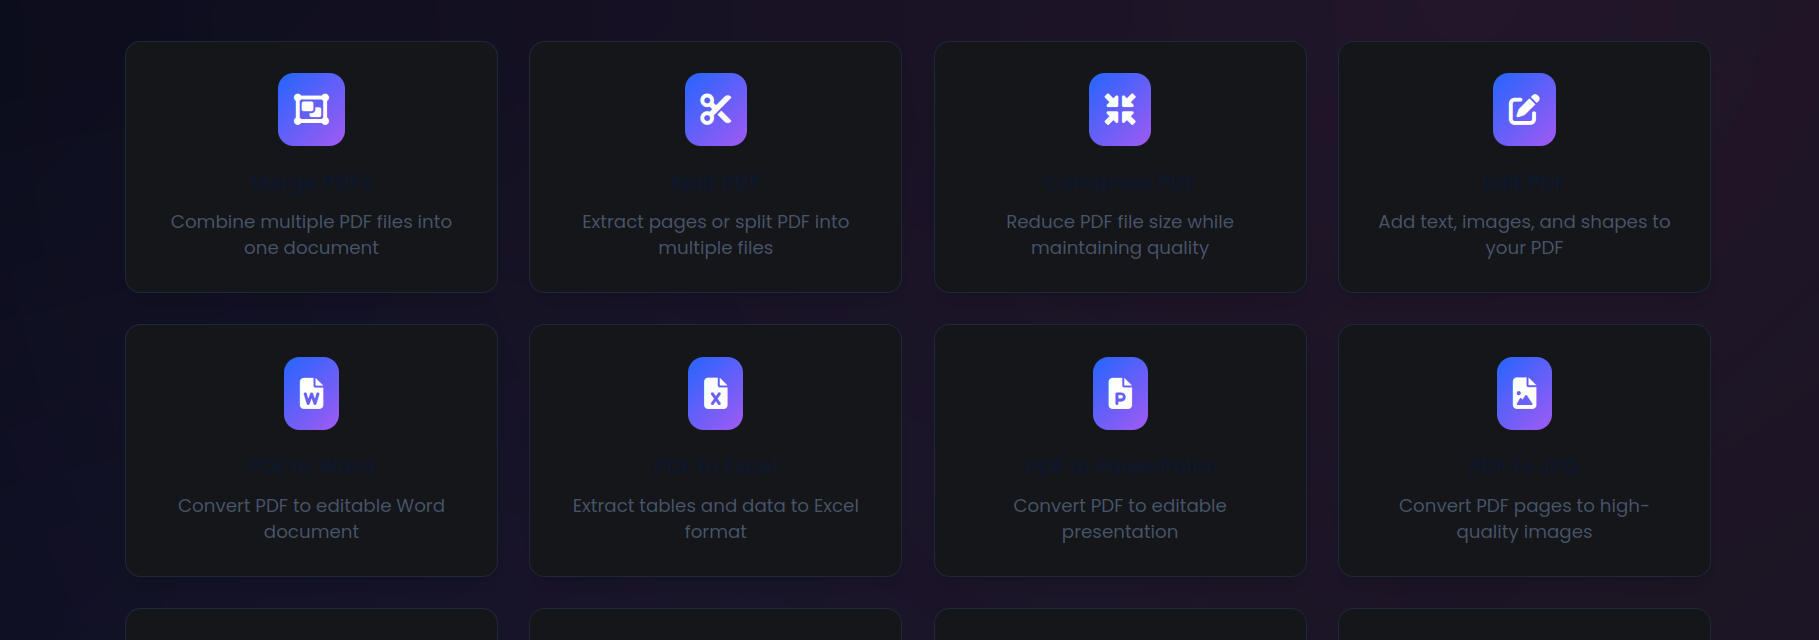 Merge PDFs
Split PDF
Compress PDF
Edit PDF
Combine multiple PDF files into
one document
Extract pages or split PDF into
multiple files
Reduce PDF file size while
maintaining quality
Add text, images, and shapes to
your PDF
W
X
P
PDF to Word
PDF to Excel
PDF to
PDF to JPG
Convert PDF to editable Word
document
Extract tables and data to Excel
format
Convert PDF to editable
presentation
Convert PDF pages to high-
quality images